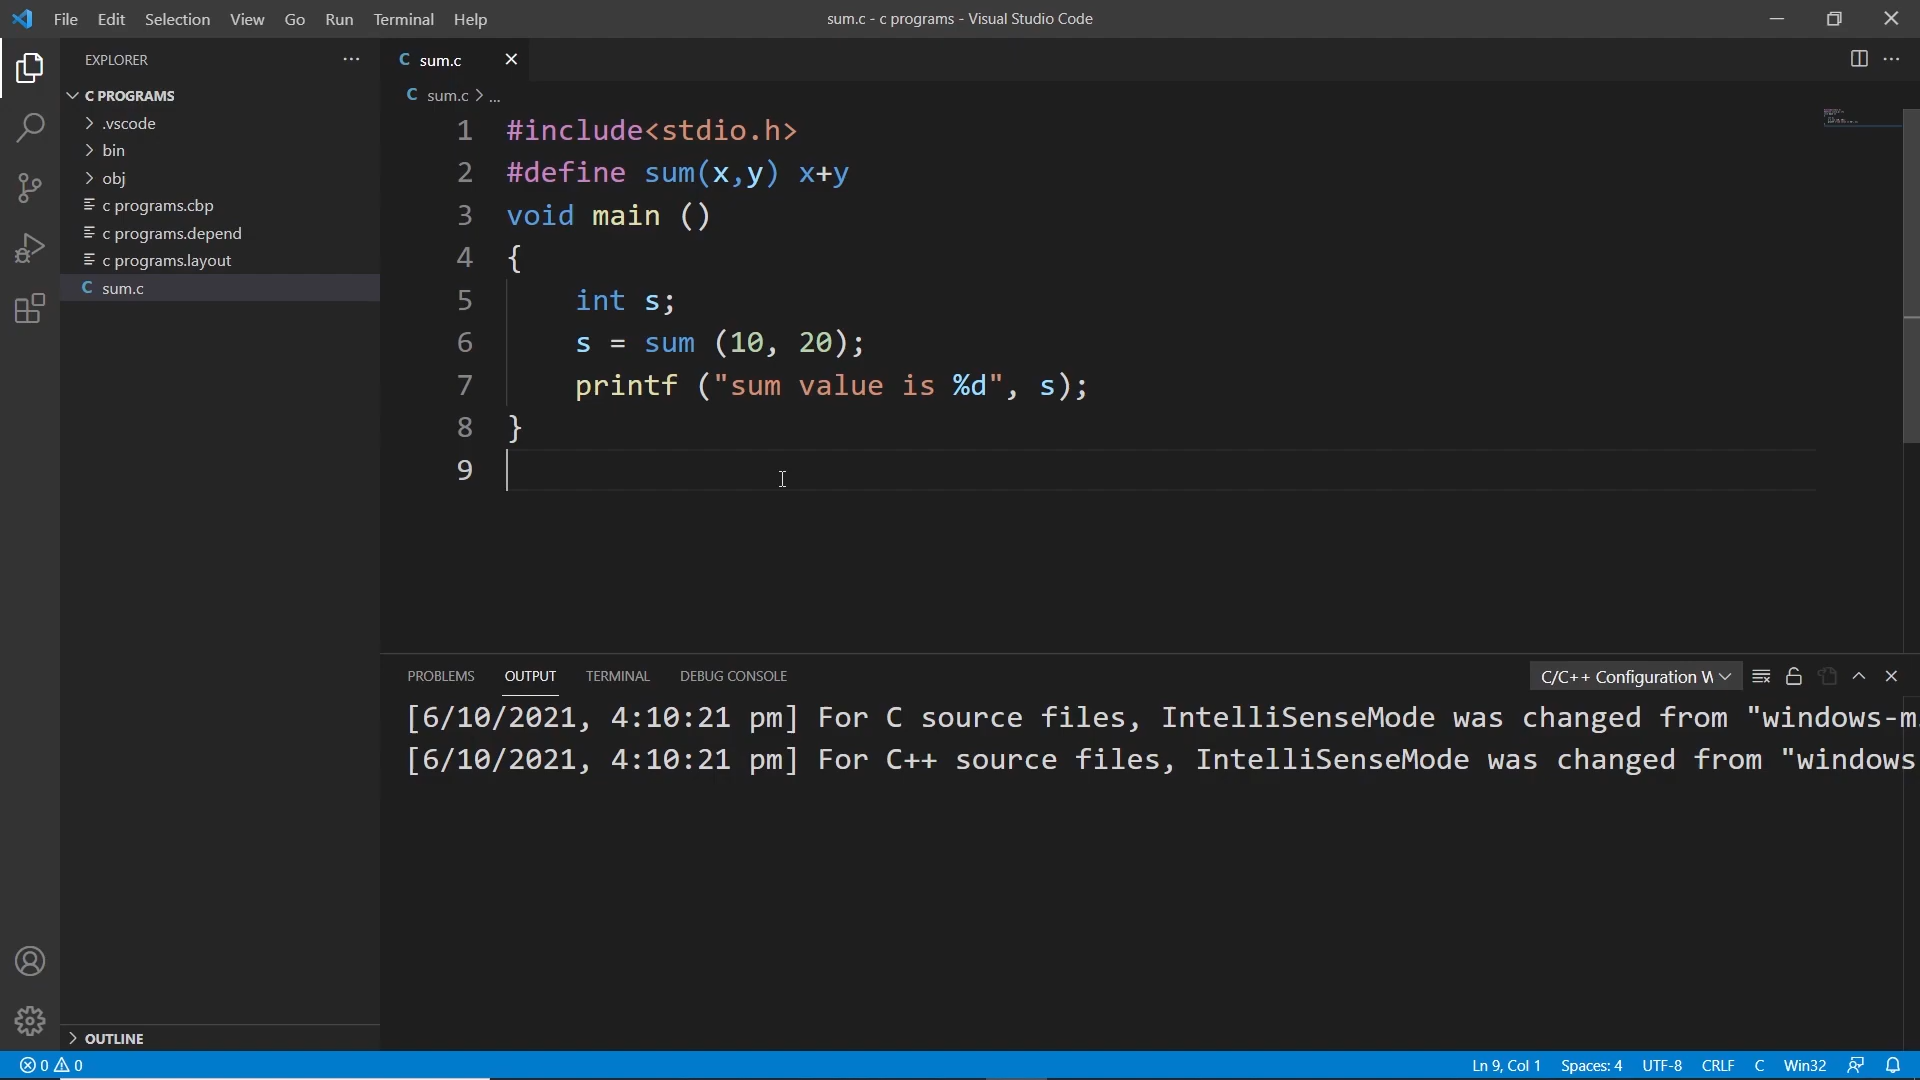 File Edit Selection View Go Run Terminal Help
sum.c - c programs - Visual Studio Code
EXPLORER
C PROGRAMS
.vscode
bin
obj
c programs.cbp
c programs.depend
c programs.layout
C sum.c
OUTLINE
C sum.c
C sum.c > ...
1 #include<stdio.h>
2 #define sum(x,y) x+y
3 void main ()
4 {
5 int s;
6 s = sum (10, 20);
7 printf ("sum value is %d", s);
8 }
9
PROBLEMS OUTPUT TERMINAL DEBUG CONSOLE
C/C++ Configuration W
[6/10/2021, 4:10:21 pm] For C source files, IntelliSenseMode was changed from "windows-m
[6/10/2021, 4:10:21 pm] For C++ source files, IntelliSenseMode was changed from "windows
0 0
Ln 9, Col 1 Spaces: 4 UTF-8 CRLF C Win32